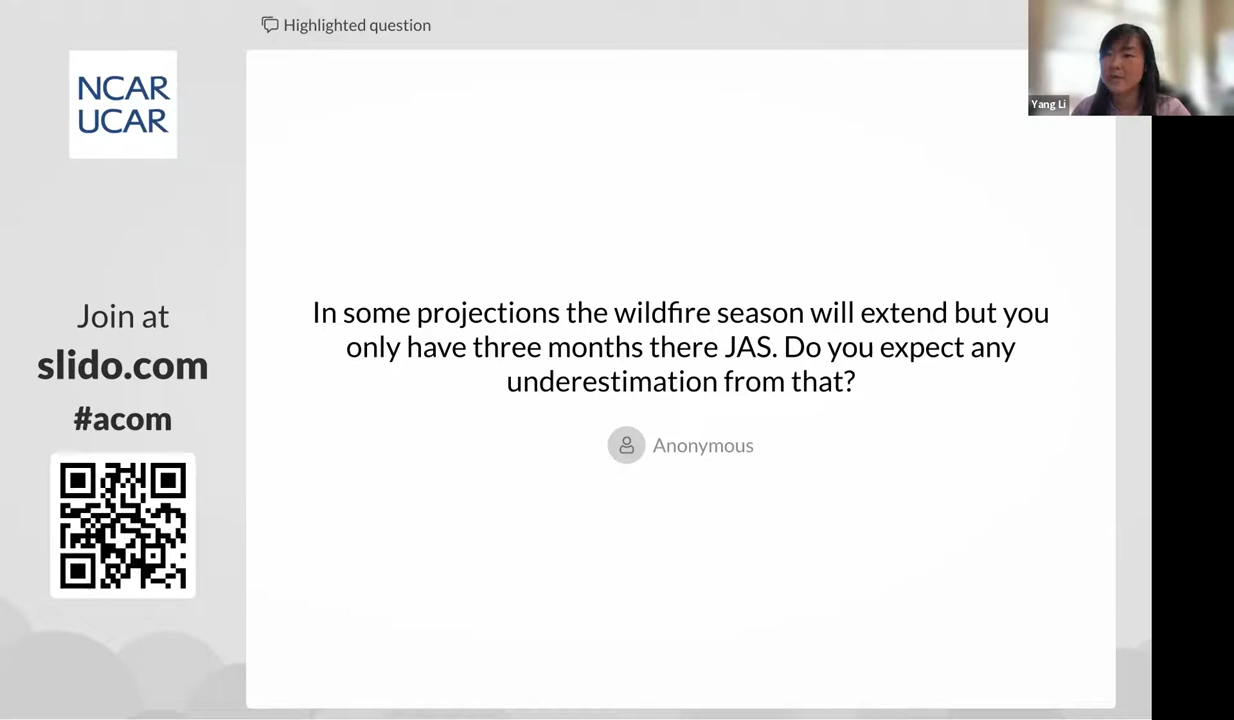 Highlighted question
NCAR
UCAR
Yang Li
Join at
slido.com
#acom
In some projections the wildfire season will extend but you
only have three months there JAS. Do you expect any
underestimation from that?
Anonymous